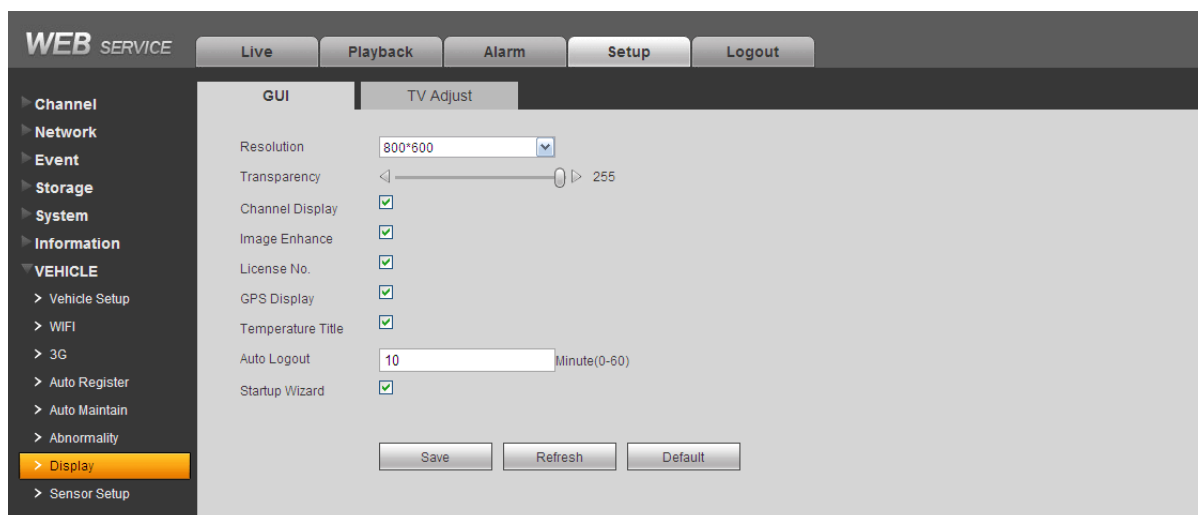 WEB SERVICE
Live Playback Alarm Setup Logout
GUI TV Adjust
Channel
Network
Event
Storage
System
Information
VEHICLE
Vehicle Setup
WIFI
3G
Auto Register
Auto Maintain
Abnormality
Display
Sensor Setup
Resolution 800*600
Transparency 255
Channel Display
Image Enhance
License No.
GPS Display
Temperature Title
Auto Logout 10 Minute(0-60)
Startup Wizard
Save Refresh Default